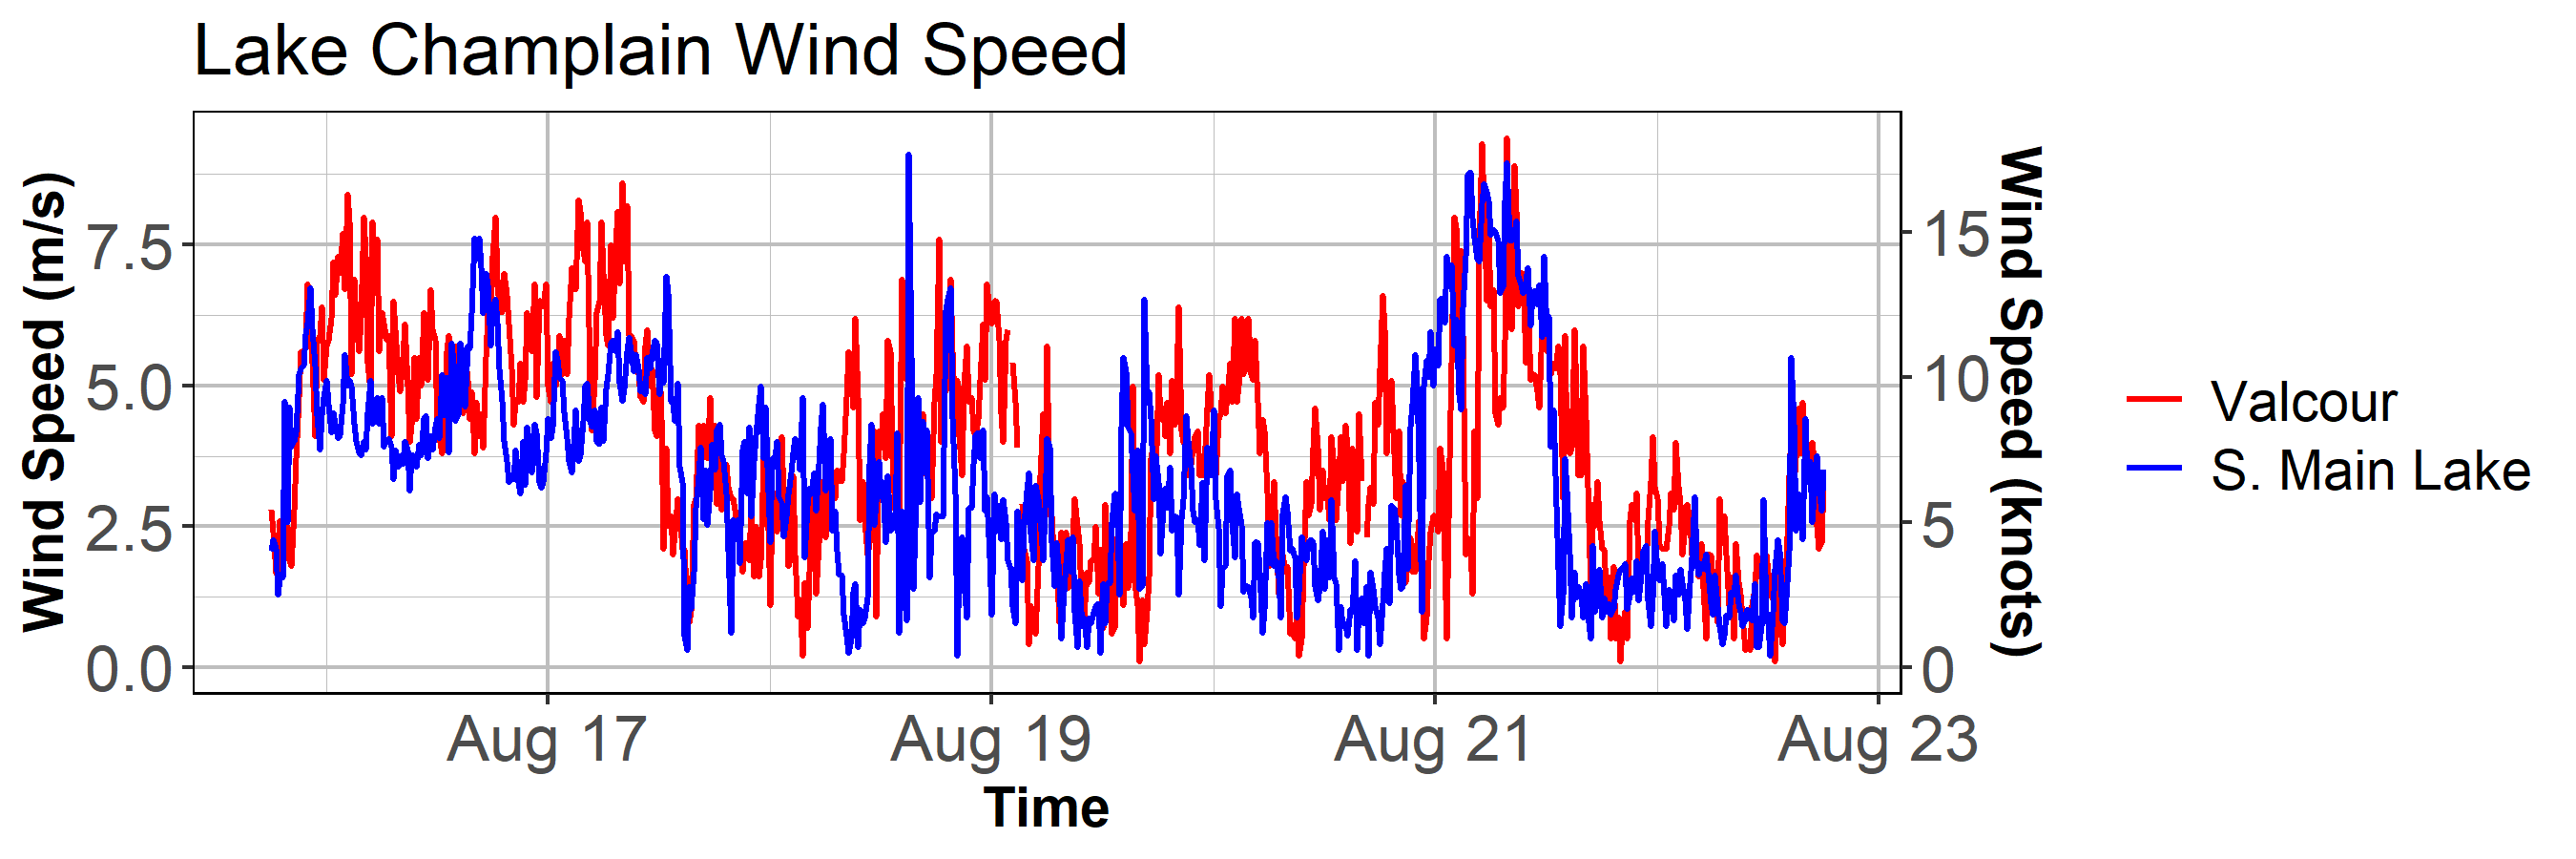 Lake Champlain Wind Speed
Wind Speed (m/s)
7.5
5.0
2.5
0.0
15
10
5
0
Wind Speed (knots)
Aug 17
Aug 19
Aug 21
Aug 23
Time
Valcour
S. Main Lake